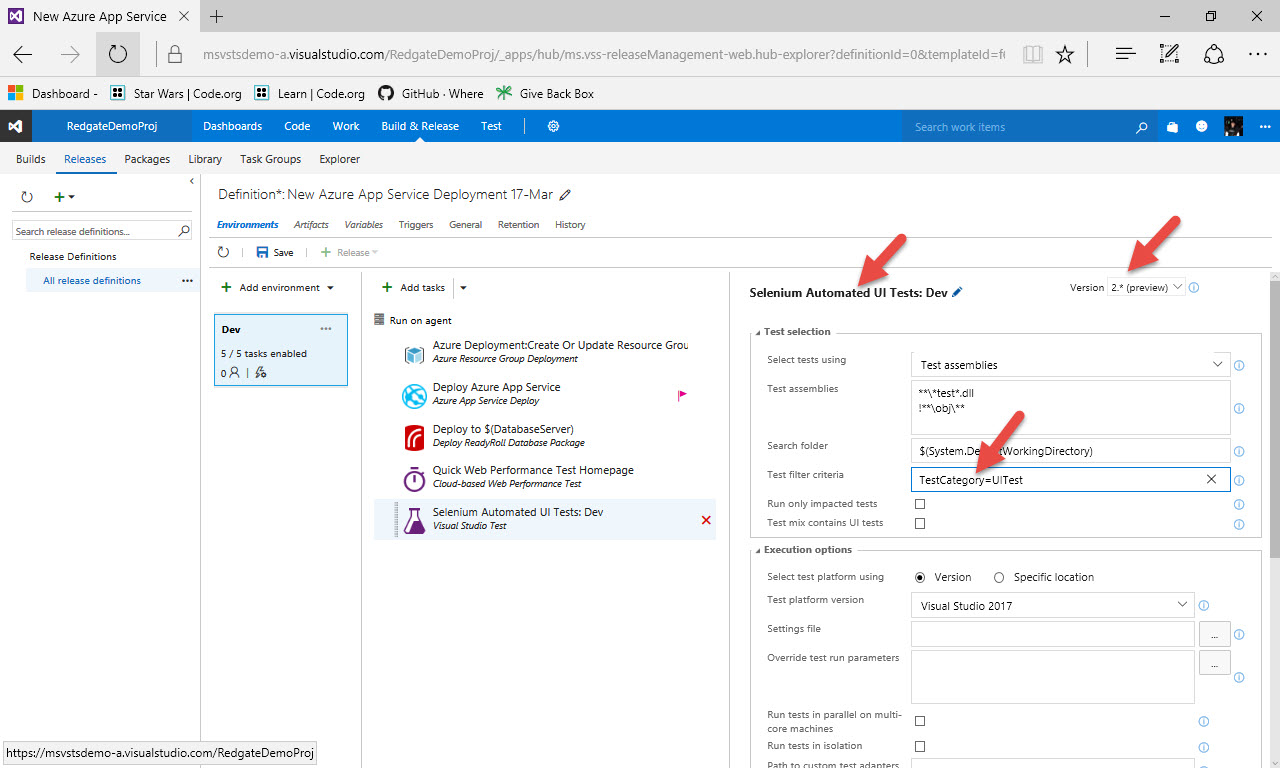 New Azure App Service
msvstsdemo-a.visualstudio.com/RedgateDemoProj/_apps/hub/ms.vss-releaseManagement-web.hub-explorer?definitionId=0&templateId=f
Dashboard - Star Wars | Code.org Learn | Code.org GitHub · Where Give Back Box
RedgateDemoProj Dashboards Code Work Build & Release Test Search work items
Builds Releases Packages Library Task Groups Explorer
Definition*: New Azure App Service Deployment 17-Mar
Search release definitions...
Environments Artifacts Variables Triggers General Retention History
Release Definitions
Save Release
All release definitions
Add environment
Add tasks
Selenium Automated UI Tests: Dev
Version 2.* (preview)
Dev
5 / 5 tasks enabled
0
Run on agent
Azure Deployment:Create Or Update Resource Grou
Azure Resource Group Deployment
Deploy Azure App Service
Azure App Service Deploy
Deploy to $(DatabaseServer)
Deploy ReadyRoll Database Package
Quick Web Performance Test Homepage
Cloud-based Web Performance Test
Selenium Automated UI Tests: Dev
Visual Studio Test
Test selection
Select tests using Test assemblies
Test assemblies **\*test*.dll
!**\obj\**
Search folder $(System.De tWorkingDirectory)
Test filter criteria TestCategory=UITest
Run only impacted tests
Test mix contains UI tests
Execution options
Select test platform using Version Specific location
Test platform version Visual Studio 2017
Settings file ...
Override test run parameters ...
Run tests in parallel on multi-
core machines
Run tests in isolation
Path to custom test adapters
https://msvstsdemo-a.visualstudio.com/RedgateDemoProj